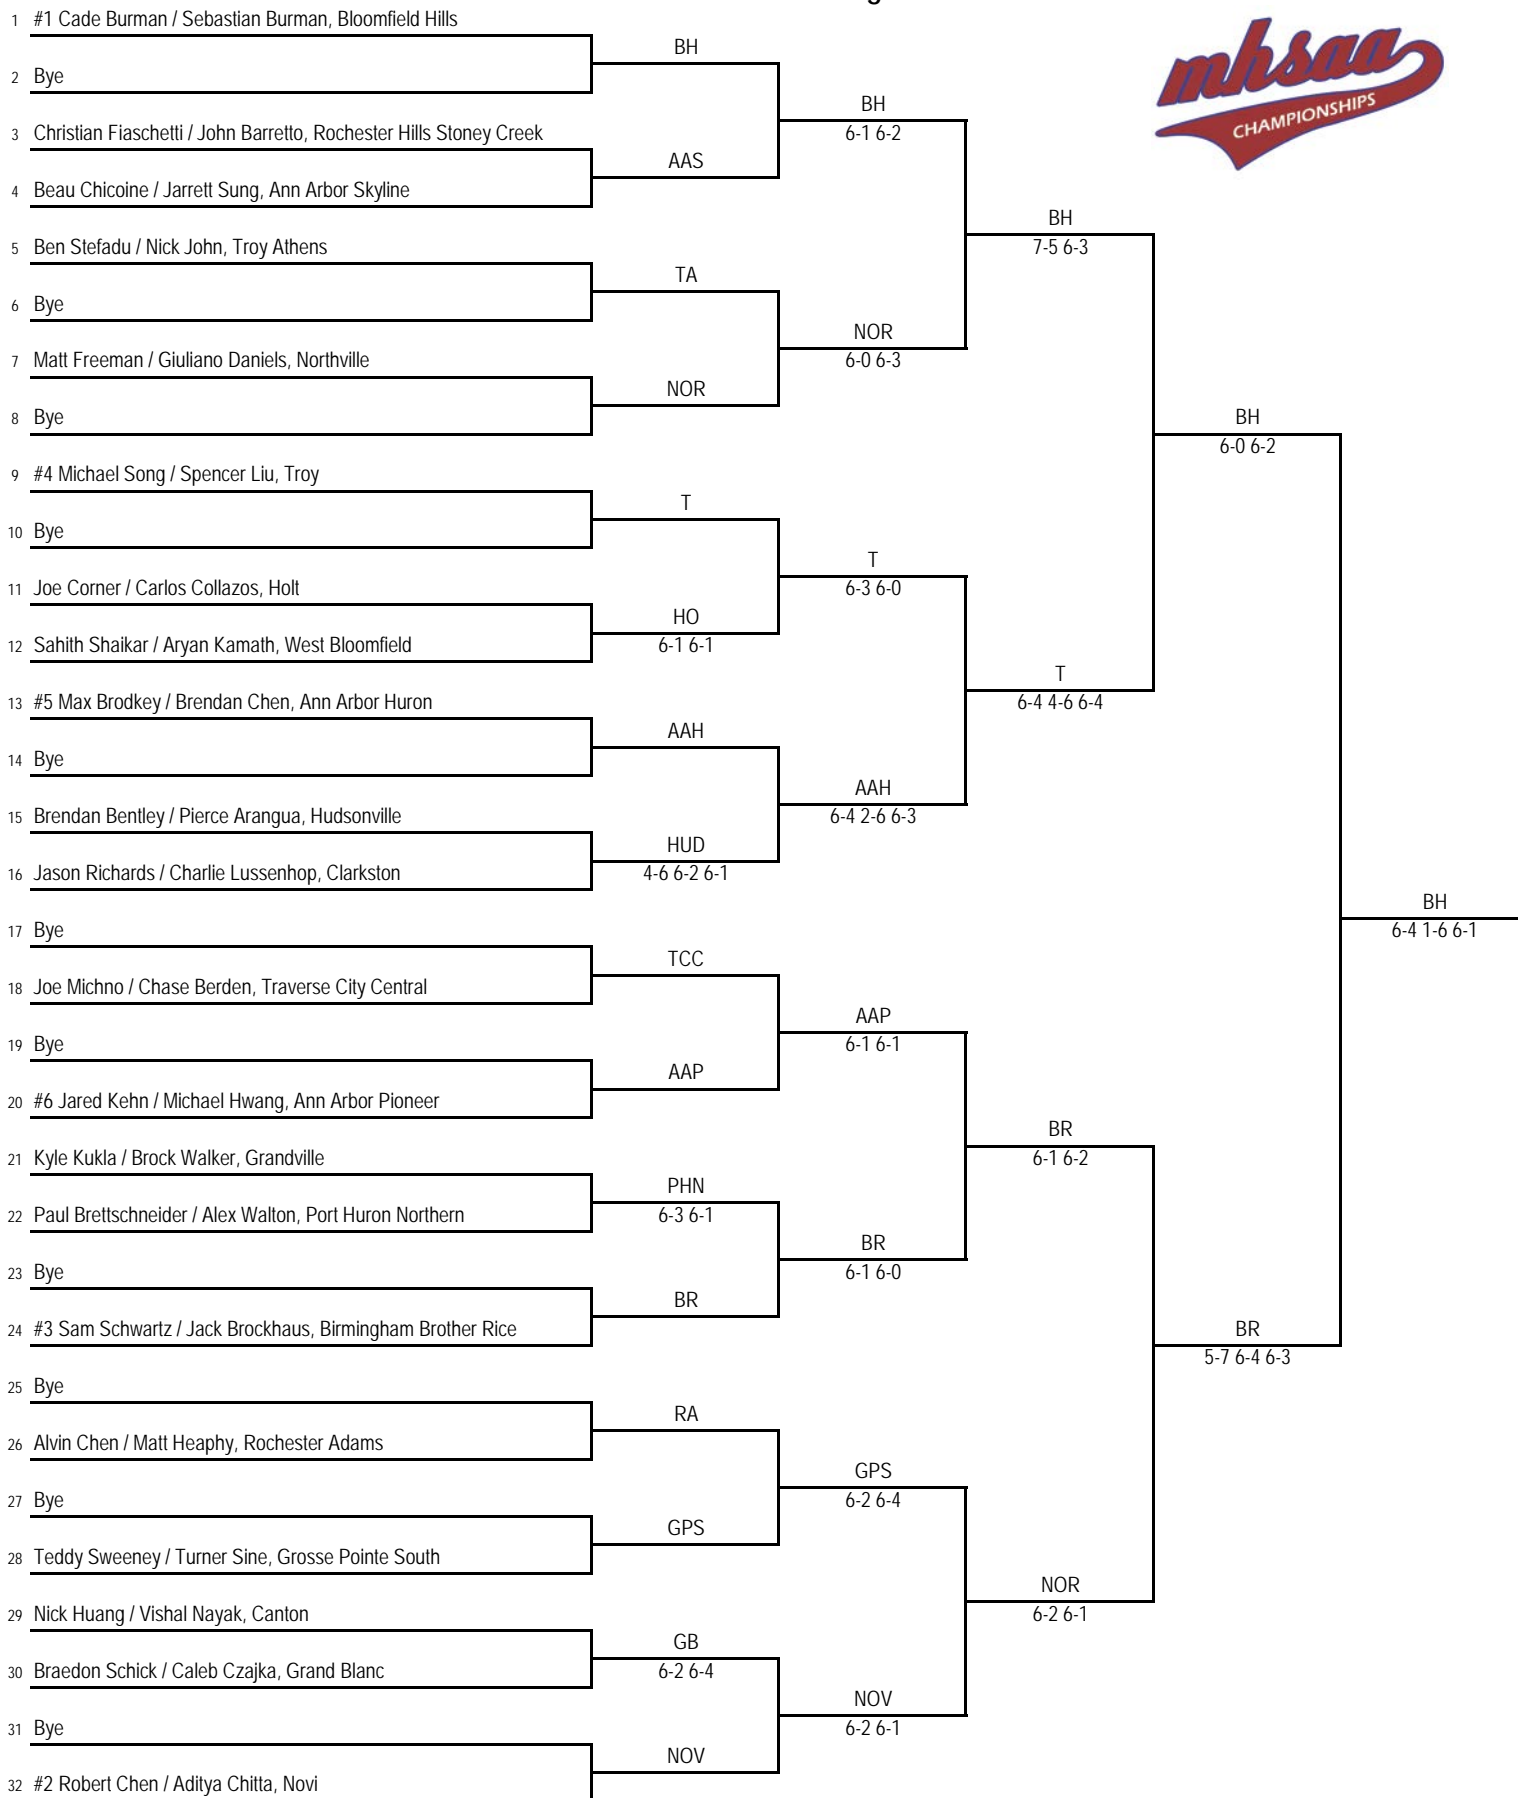 1 #1 Cade Burman / Sebastian Burman, Bloomfield Hills
2 Bye
3 Christian Fiaschetti / John Barretto, Rochester Hills Stoney Creek
4 Beau Chicoine / Jarrett Sung, Ann Arbor Skyline
5 Ben Stefadu / Nick John, Troy Athens
6 Bye
7 Matt Freeman / Giuliano Daniels, Northville
8 Bye
9 #4 Michael Song / Spencer Liu, Troy
10 Bye
11 Joe Corner / Carlos Collazos, Holt
12 Sahith Shaikar / Aryan Kamath, West Bloomfield
13 #5 Max Brodkey / Brendan Chen, Ann Arbor Huron
14 Bye
15 Brendan Bentley / Pierce Arangua, Hudsonville
16 Jason Richards / Charlie Lussenhop, Clarkston
17 Bye
18 Joe Michno / Chase Berden, Traverse City Central
19 Bye
20 #6 Jared Kehn / Michael Hwang, Ann Arbor Pioneer
21 Kyle Kukla / Brock Walker, Grandville
22 Paul Brettschneider / Alex Walton, Port Huron Northern
23 Bye
24 #3 Sam Schwartz / Jack Brockhaus, Birmingham Brother Rice
25 Bye
26 Alvin Chen / Matt Heaphy, Rochester Adams
27 Bye
28 Teddy Sweeney / Turner Sine, Grosse Pointe South
29 Nick Huang / Vishal Nayak, Canton
30 Braedon Schick / Caleb Czajka, Grand Blanc
31 Bye
32 #2 Robert Chen / Aditya Chitta, Novi
BH
AAS
TA
NOR
T
HO
6-1 6-1
AAH
HUD
4-6 6-2 6-1
TCC
AAP
PHN
6-3 6-1
BR
RA
GPS
GB
6-2 6-4
NOV
BH
6-1 6-2
NOR
6-0 6-3
T
6-3 6-0
AAH
6-4 2-6 6-3
AAP
6-1 6-1
BR
6-1 6-0
GPS
6-2 6-4
NOV
6-2 6-1
BH
7-5 6-3
T
6-4 4-6 6-4
BR
6-1 6-2
NOR
6-2 6-1
BH
6-0 6-2
BR
5-7 6-4 6-3
BH
6-4 1-6 6-1
mhsaa
CHAMPIONSHIPS